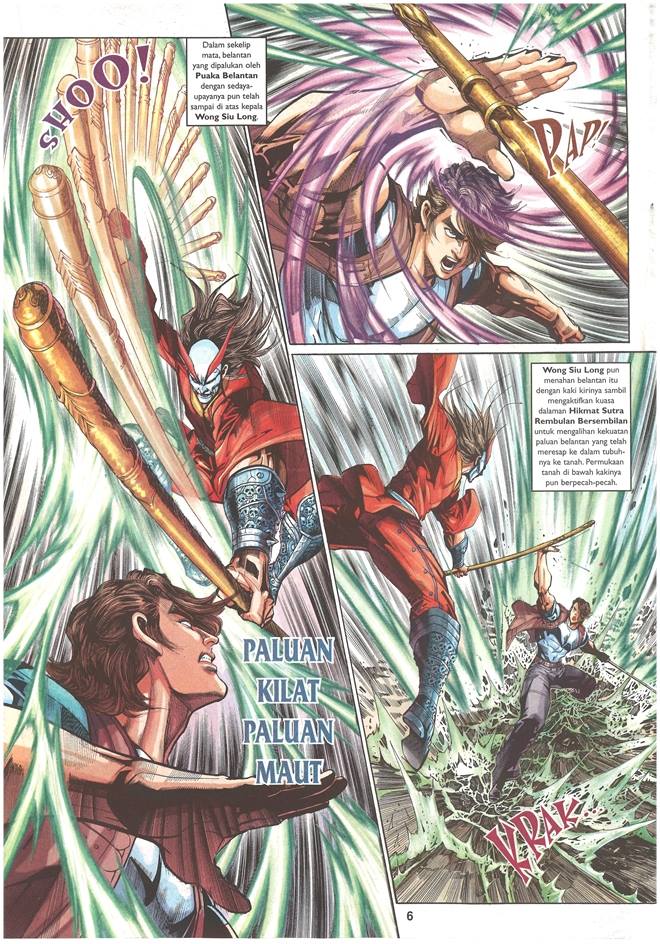 SHOO!
Dalam sekelip
mata, belantan
yang dipalukan oleh
Puaka Belantan
dengan sedaya-
upayanya pun telah
sampai di atas kepala
Wong Siu Long.
PAP!
PALUAN
KILAT
PALUAN
MAUT
Wong Siu Long pun
menahan belantan itu
dengan kaki kirinya sambil
mengaktifkan kuasa
dalaman Hikmat Sutra
Rembulan Bersembilan
untuk mengalihan kekuatan
paluan belantan yang telah
meresap ke dalam tubuh-
nya ke tanah. Permukaan
tanah di bawah kakinya
pun berpecah-pecah.
KRAK..
6